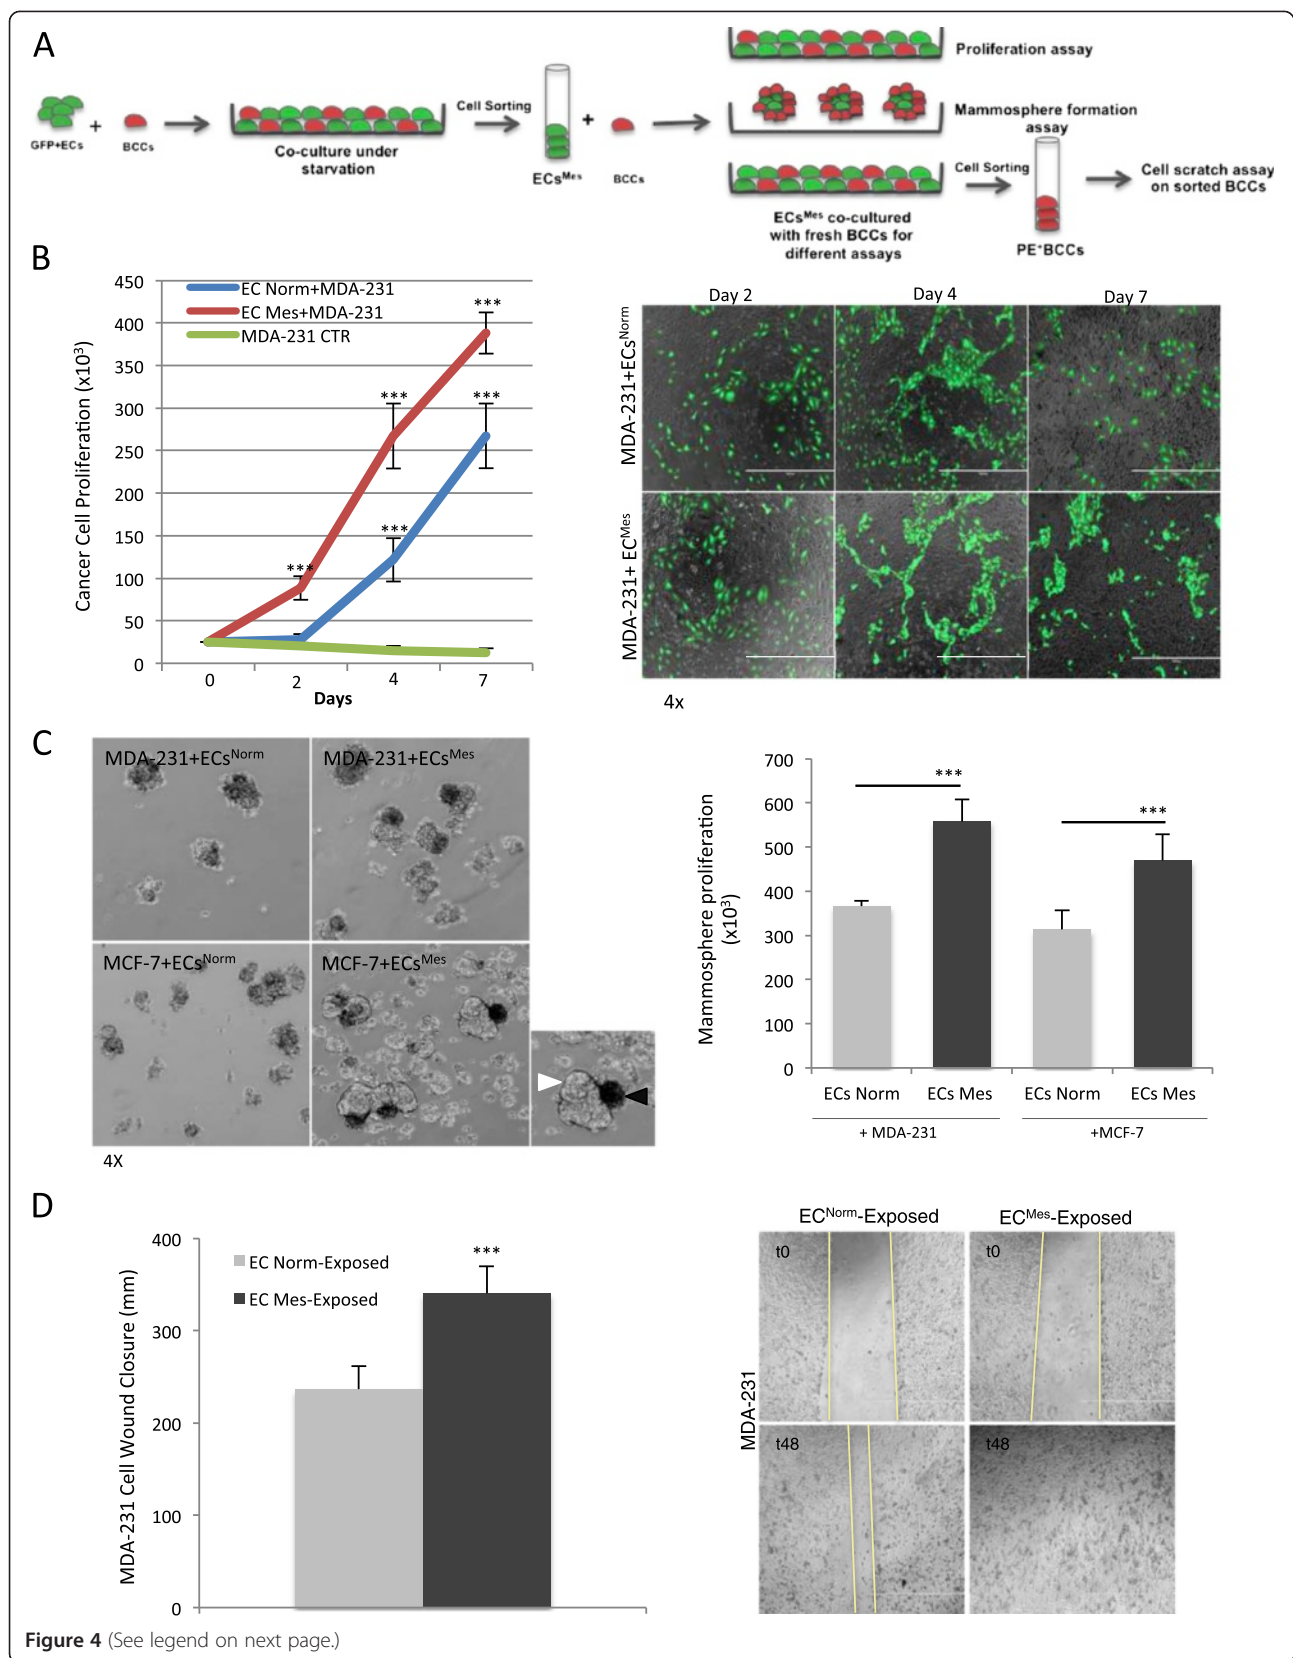 A
GFP+ECs
+
BCCs
Co-culture under
starvation
Cell Sorting
ECsMes
+
BCCs
Proliferation assay
Mammosphere formation
assay
ECsMes co-cultured
with fresh BCCs for
different assays
Cell Sorting
PE+BCCs
Cell scratch assay
on sorted BCCs
B
Cancer Cell Proliferation (x10³)
450
400
350
300
250
200
150
100
50
0
EC Norm+MDA-231
EC Mes+MDA-231
MDA-231 CTR
***
***
***
***
***
0
2
4
7
Days
Day 2
Day 4
Day 7
MDA-231+ECsNorm
MDA-231+ ECMes
4x
C
MDA-231+ECsNorm
MDA-231+ECsMes
MCF-7+ECsNorm
MCF-7+ECsMes
4X
Mammosphere proliferation
(x10³)
700
600
500
400
300
200
100
0
***
***
ECs Norm
ECs Mes
ECs Norm
ECs Mes
+ MDA-231
+MCF-7
D
MDA-231 Cell Wound Closure (mm)
400
300
200
100
0
EC Norm-Exposed
EC Mes-Exposed
***
ECNorm-Exposed
ECMes-Exposed
MDA-231
t0
t0
t48
t48
Figure 4 (See legend on next page.)